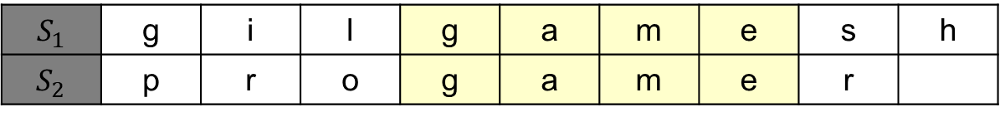 S₁ g i l g a m e s h
S₂ p r o g a m e r